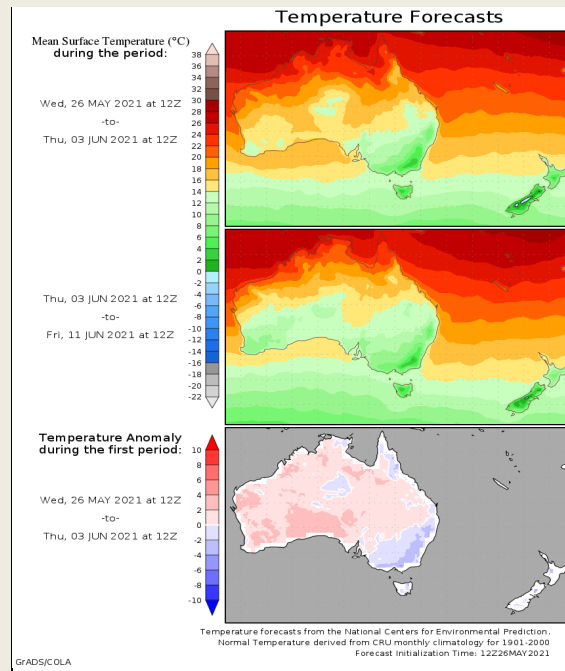 Temperature Forecasts
Mean Surface Temperature (°C)
during the period:
Wed, 26 MAY 2021 at 12Z
-to-
Thu, 03 JUN 2021 at 12Z
38
36
34
32
30
28
26
24
22
20
18
16
14
12
10
8
6
4
2
0
-2
-4
-6
-8
-10
-12
-14
-16
-18
-20
-22
Thu, 03 JUN 2021 at 12Z
-to-
Fri, 11 JUN 2021 at 12Z
Temperature Anomaly
during the first period:
Wed, 26 MAY 2021 at 12Z
-to-
Thu, 03 JUN 2021 at 12Z
10
8
6
4
2
0
-2
-4
-6
-8
-10
Temperature forecasts from the National Centers for Environmental Prediction.
Normal Temperature derived from CRU monthly climatology for 1901-2000
Forecast Initialization Time: 12Z26MAY2021
GrADS/COLA